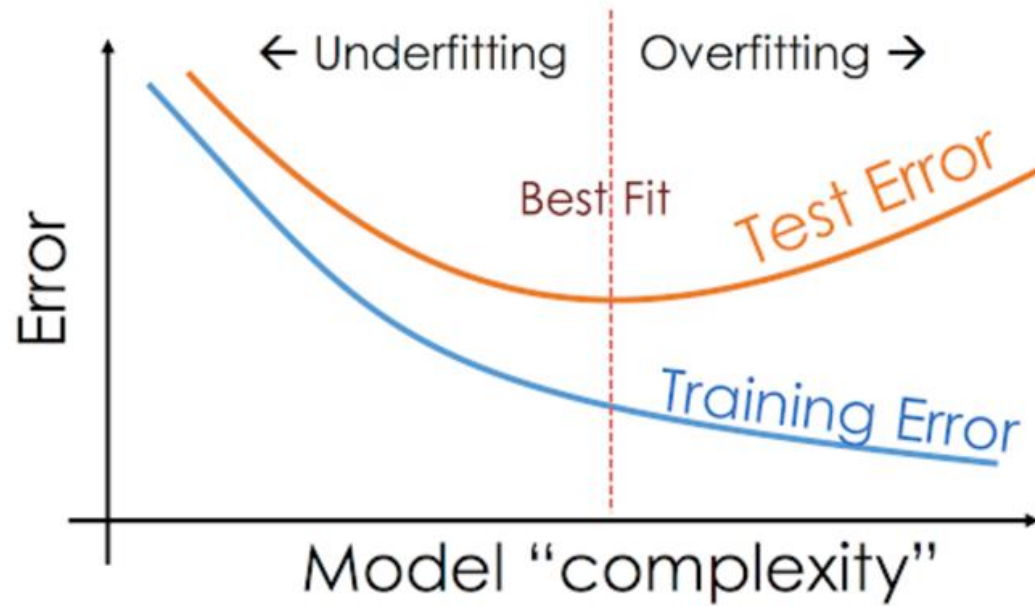 ← Underfitting
Overfitting →
Best Fit
Test Error
Error
Training Error
Model “complexity”